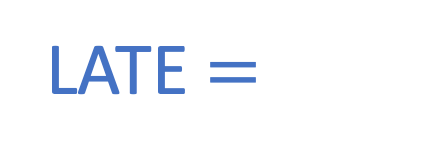 LATE =